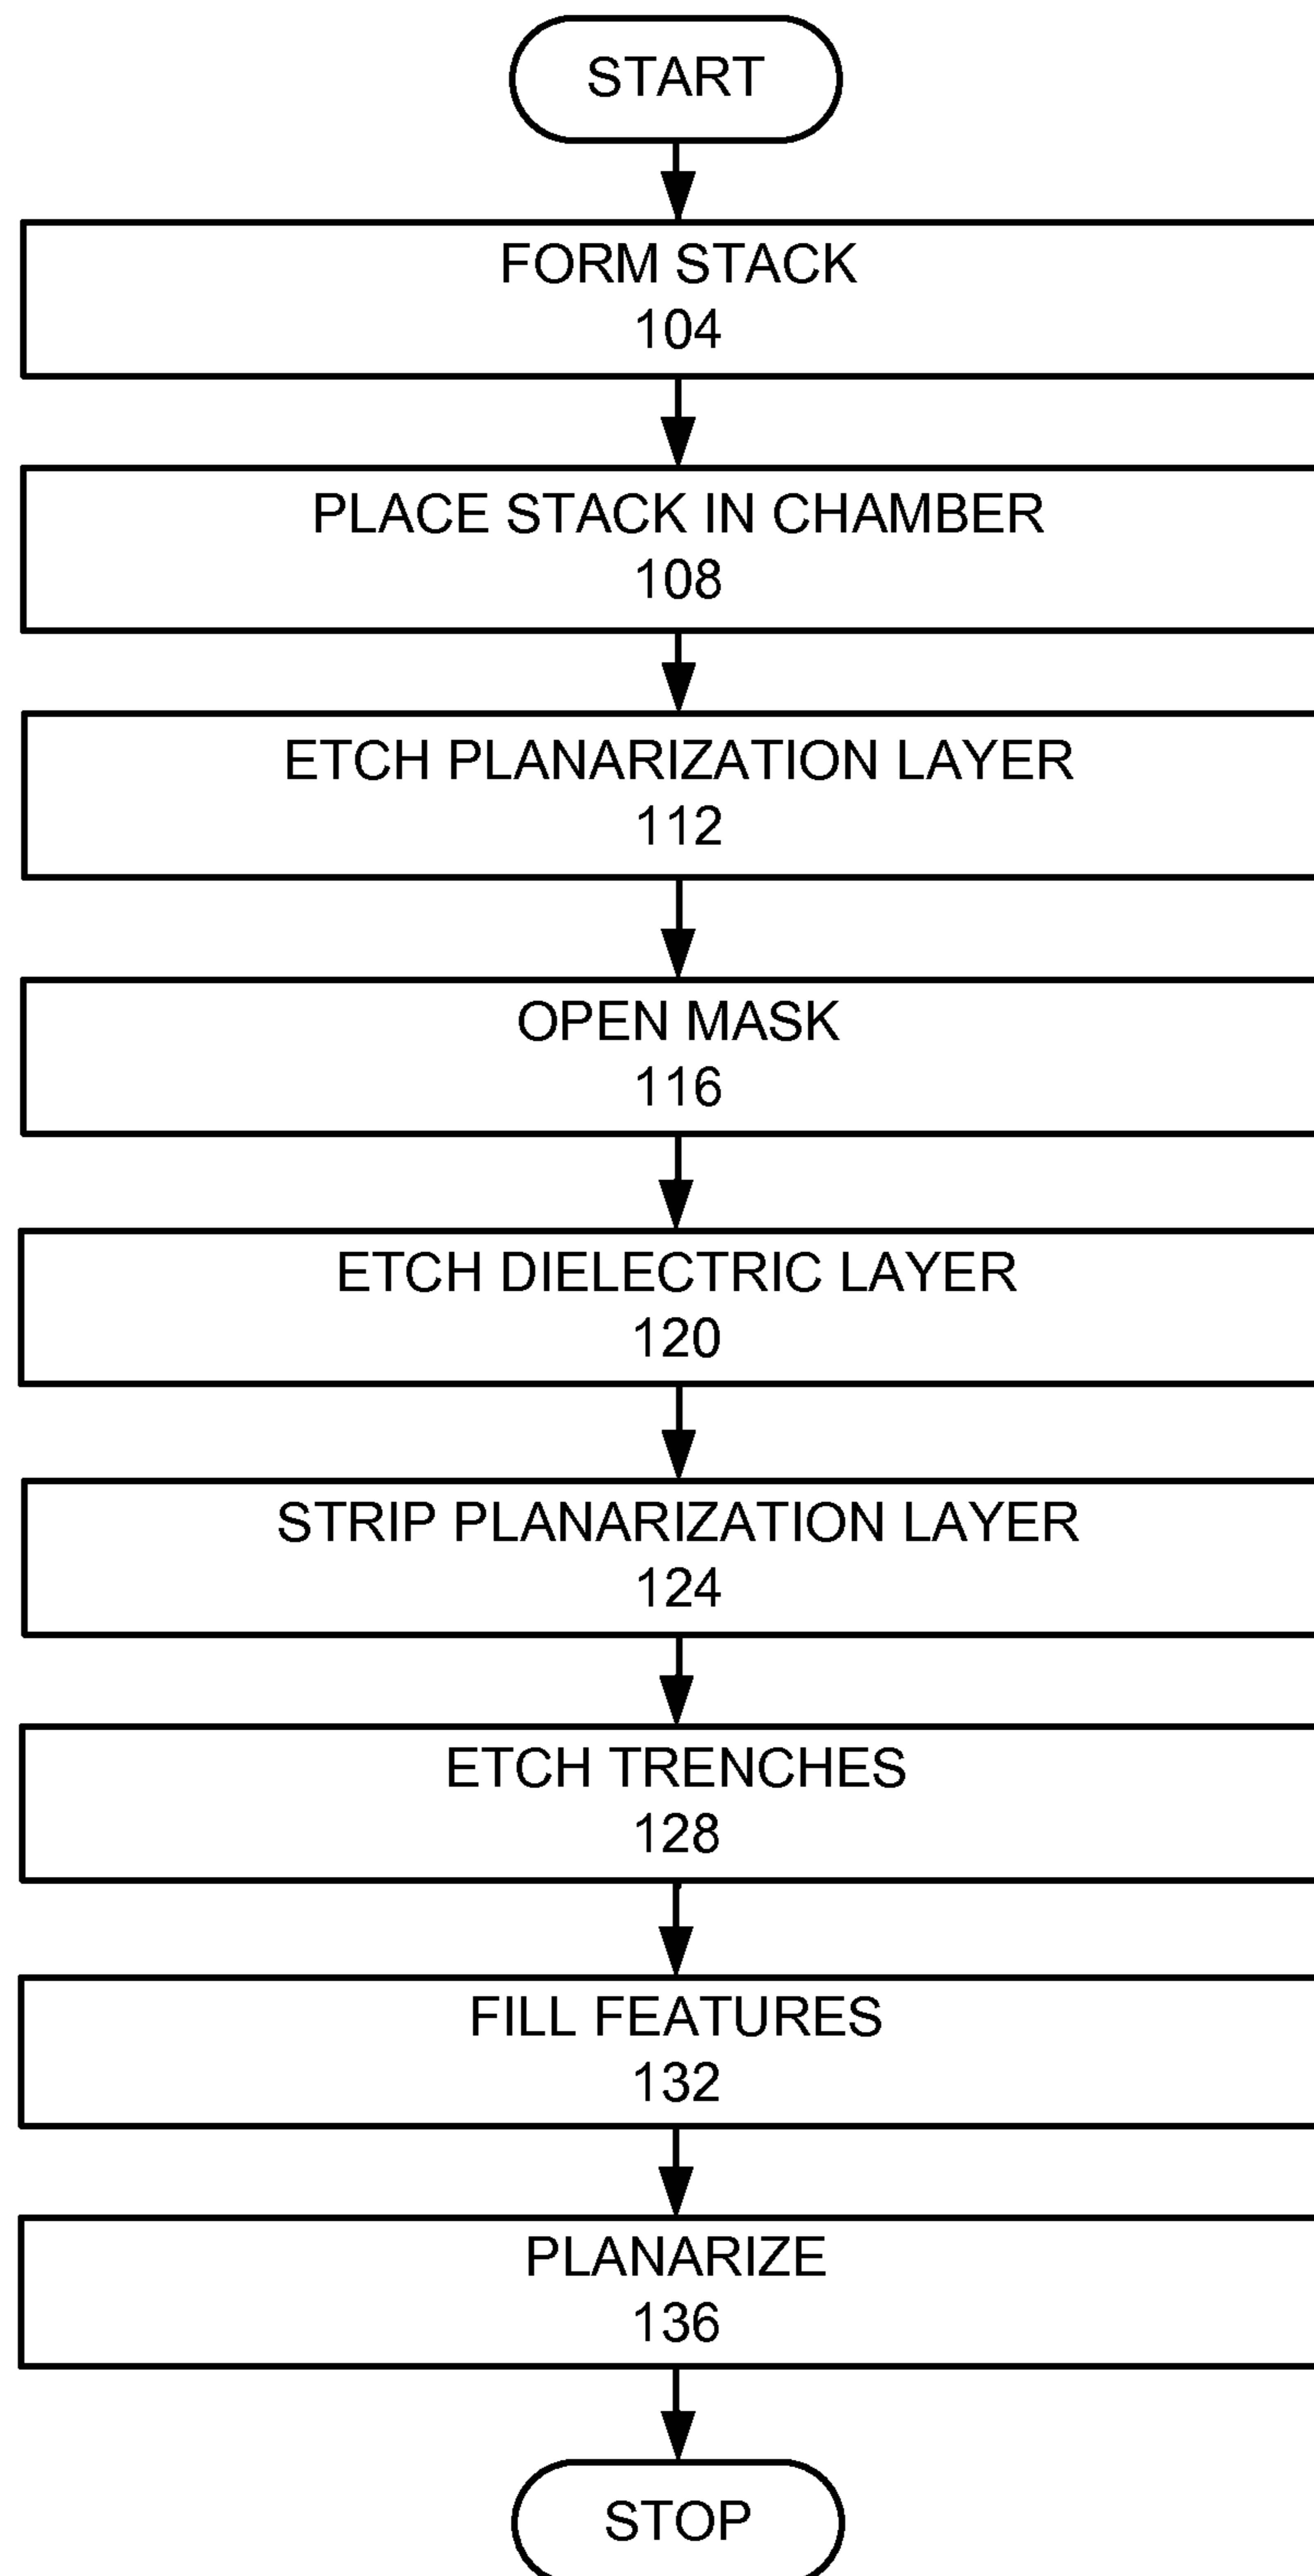 START
FORM STACK
104
PLACE STACK IN CHAMBER
108
ETCH PLANARIZATION LAYER
112
OPEN MASK
116
ETCH DIELECTRIC LAYER
120
STRIP PLANARIZATION LAYER
124
ETCH TRENCHES
128
FILL FEATURES
132
PLANARIZE
136
STOP